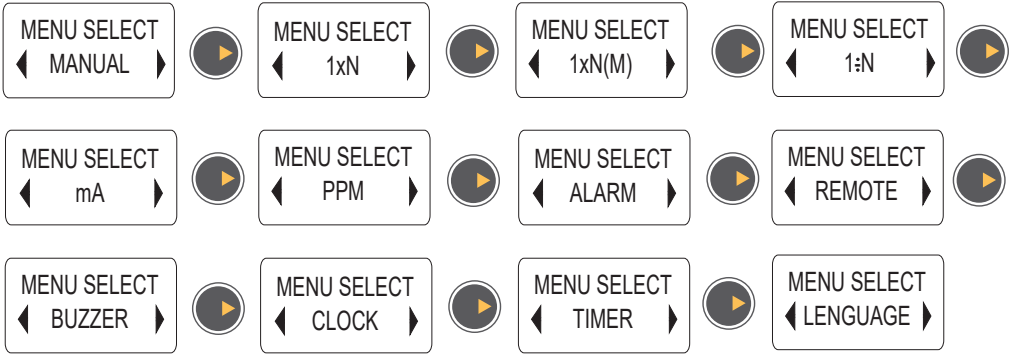 MENU SELECT
MANUAL
MENU SELECT
1xN
MENU SELECT
1xN(M)
MENU SELECT
1:N
MENU SELECT
mA
MENU SELECT
PPM
MENU SELECT
ALARM
MENU SELECT
REMOTE
MENU SELECT
BUZZER
MENU SELECT
CLOCK
MENU SELECT
TIMER
MENU SELECT
LENGUAGE